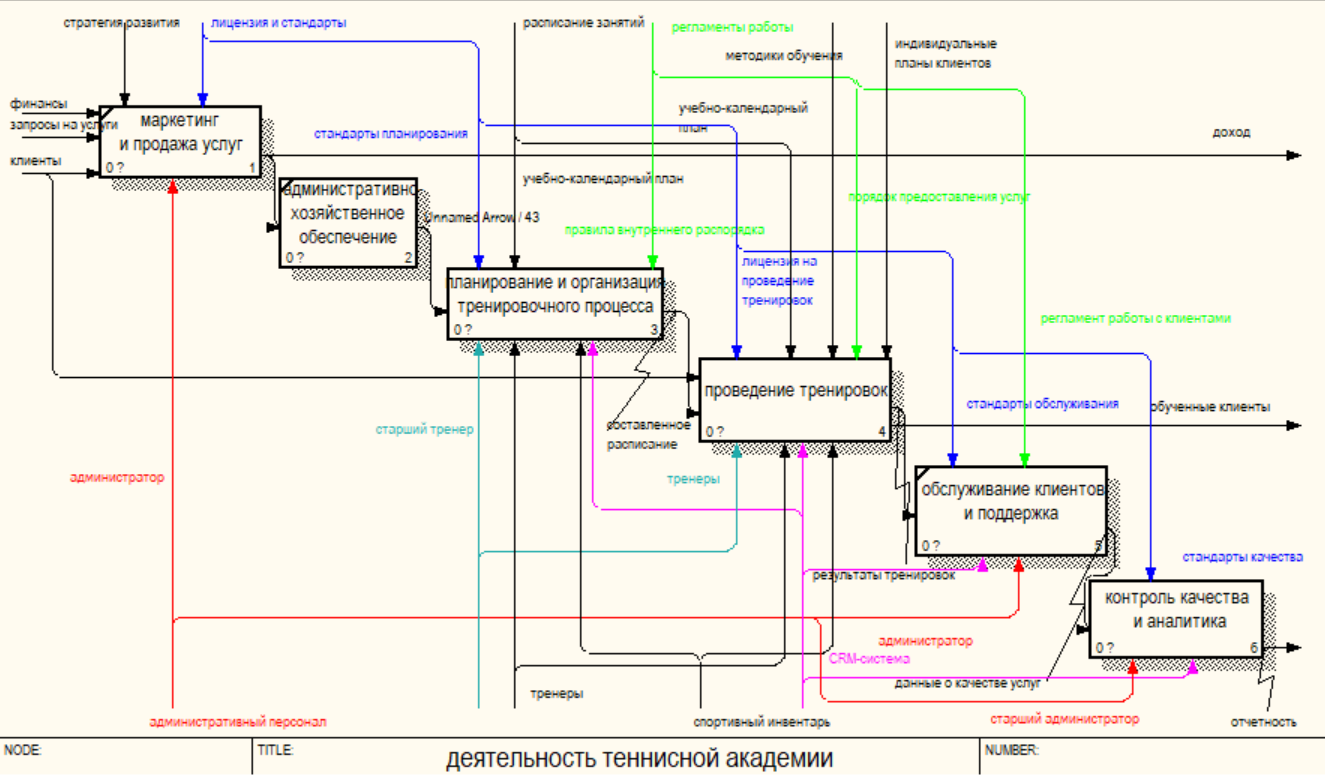 стратегия развития
лицензия и стандарты
расписание занятий
регламенты работы
методики обучения
индивидуальные
планы клиентов
финансы
запросы на услуги
клиенты
маркетинг
и продажа услуг
0 ?
1
стандарты планирования
учебно-календарный
план
доход
административно
хозяйственное
обеспечение
0 ?
2
учебно-календарный план
Unnamed Arrow / 43
порядок предоставления услуг
правила внутреннего распорядка
планирование и организация
тренировочного процесса
0 ?
3
лицензия на
проведение
тренировок
регламент работы с клиентами
проведение тренировок
0 ?
4
стандарты обслуживания
обученные клиенты
старший тренер
составленное
расписание
администратор
тренеры
обслуживание клиентов
и поддержка
0 ?
5
результаты тренировок
стандарты качества
контроль качества
и аналитика
0 ?
6
администратор
CRM-система
данные о качестве услуг
тренеры
административный персонал
спортивный инвентарь
старший администратор
отчетность
NODE:
TITLE:
деятельность теннисной академии
NUMBER: